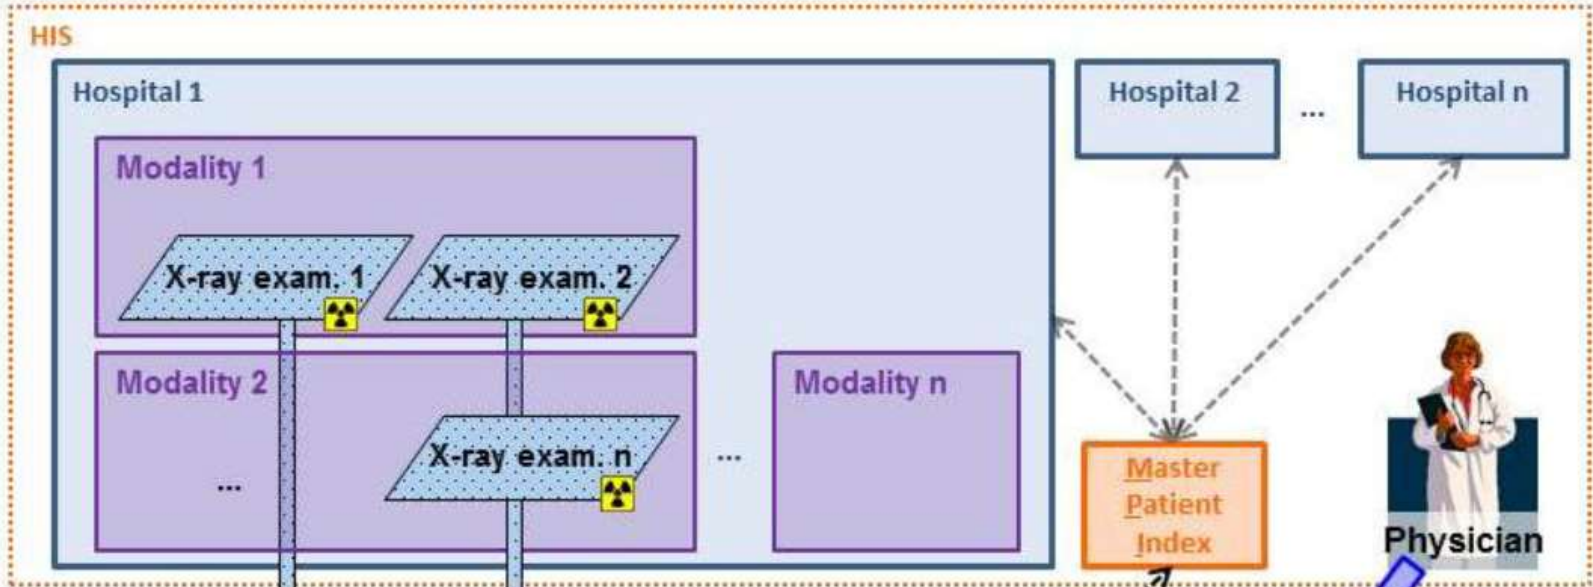 HIS
Hospital 1
Hospital 2
...
Hospital n
Modality 1
X-ray exam. 1
X-ray exam. 2
Modality 2
Modality n
X-ray exam. n
...
...
Master
Patient
Index
Physician